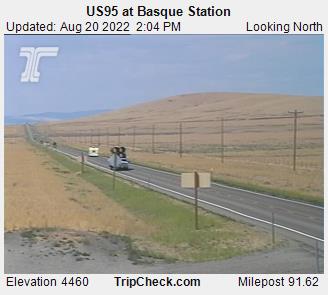 US95 at Basque Station
Updated: Aug 20 2022 2:04 PM Looking North
Elevation 4460 TripCheck.com Milepost 91.62